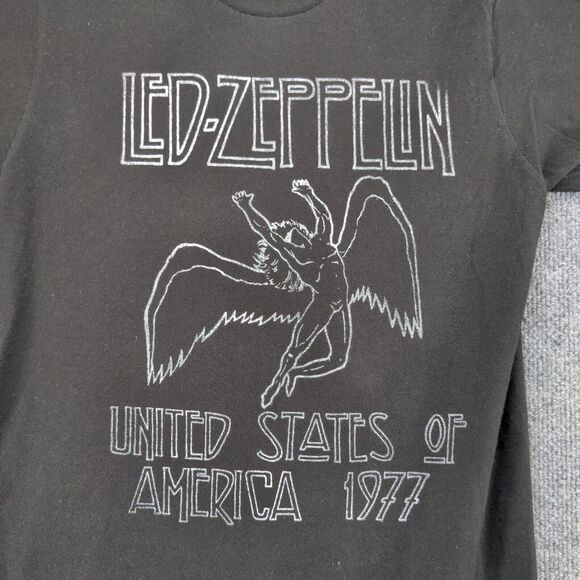 LED-ZEPPELIN
UNITED STATES OF
AMERICA 1977